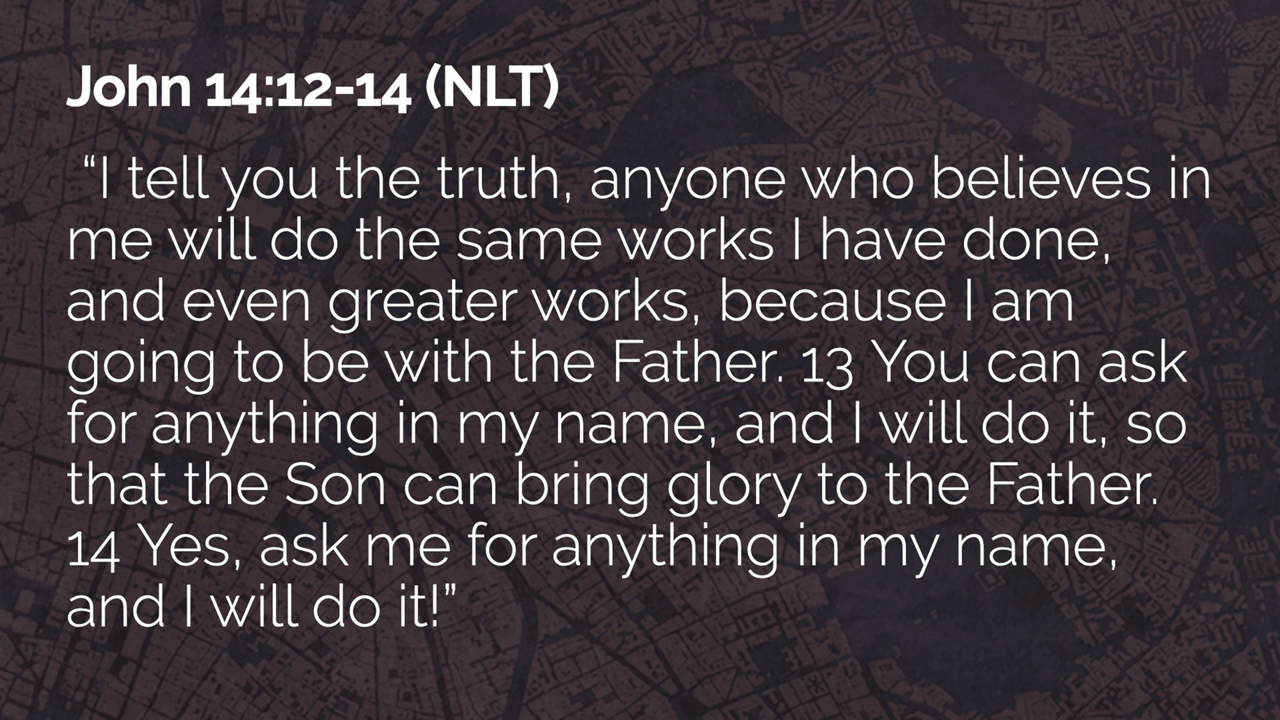 John 14:12-14 (NLT)
“I tell you the truth, anyone who believes in
me will do the same works I have done,
and even greater works, because I am
going to be with the Father. 13 You can ask
for anything in my name, and I will do it, so
that the Son can bring glory to the Father.
14 Yes, ask me for anything in my name,
and I will do it!”